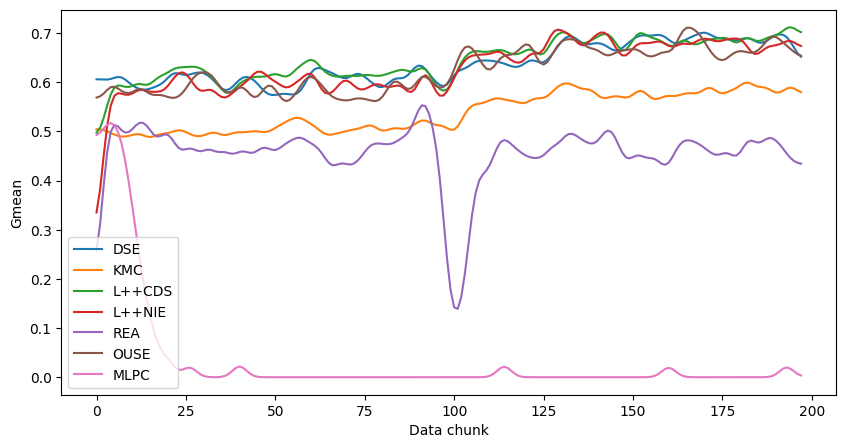 0.7
0.6
0.5
0.4
0.3
0.2
0.1
0.0
Gmean
DSE
KMC
L++CDS
L++NIE
REA
OUSE
MLPC
0 25 50 75 100 125 150 175 200
Data chunk